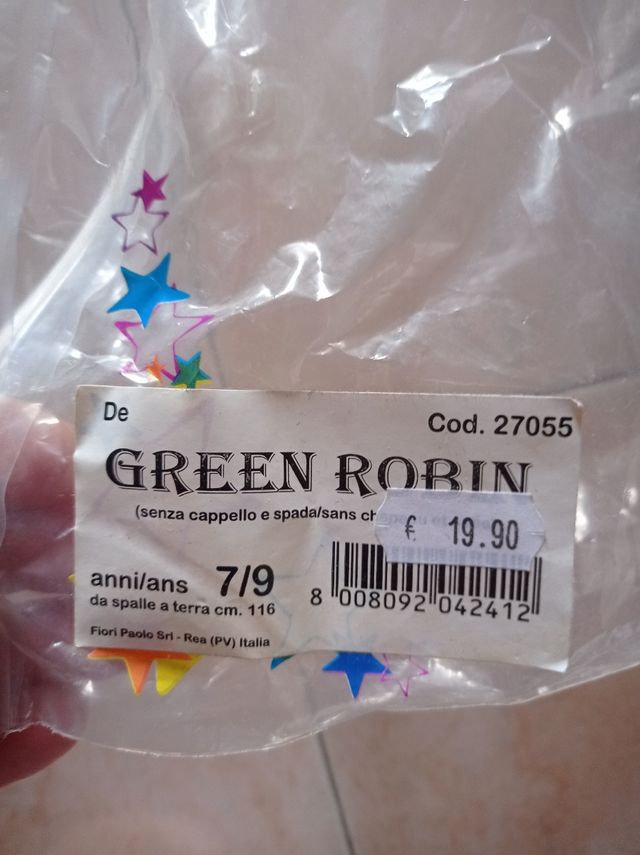 De
Cod. 27055
GREEN ROBIN
(senza cappello e spada/sans
€ 19.90
anni/ans 7/9
da spalle a terra cm. 116
8 008092 042412
Fiori Paolo Srl - Rea (PV) Italia